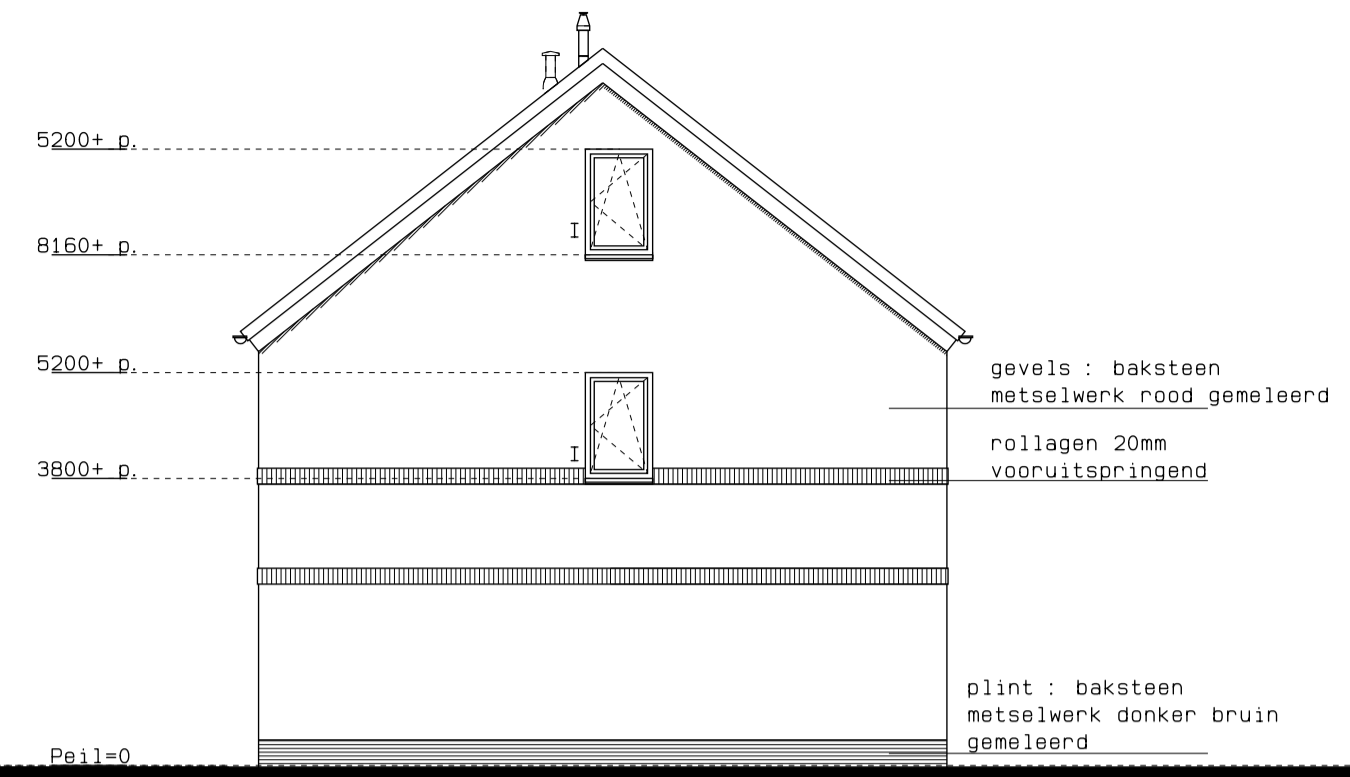 5200+ p.
I
8160+ p.
5200+ p.
gevels : baksteen
metselwerk rood gemeleerd
rollagen 20mm
vooruitspringend
I
3800+ p.
plint : baksteen
metselwerk donker bruin
gemeleerd
Peil=0